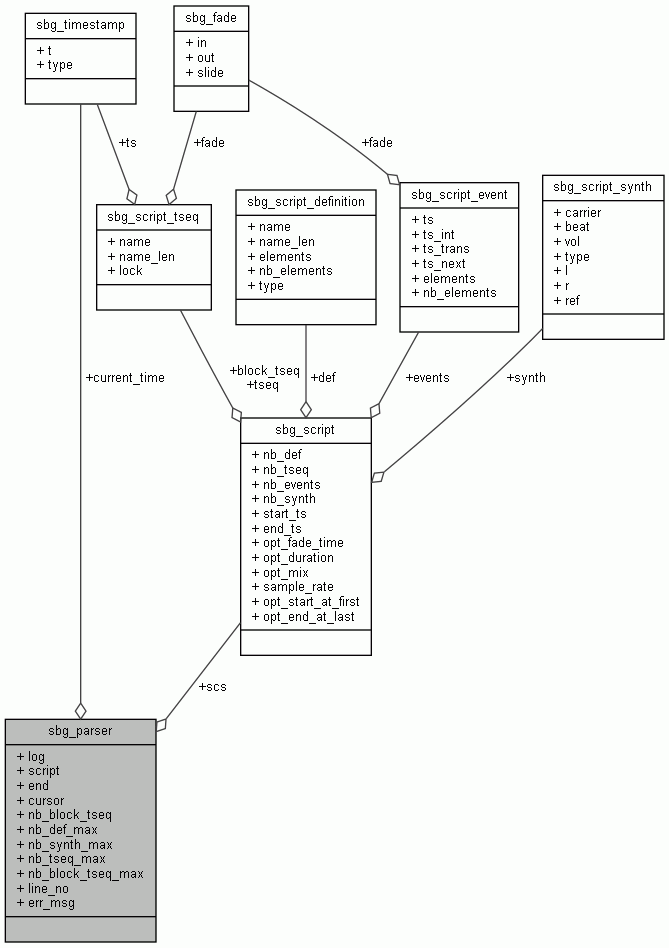 sbg_timestamp
+ t
+ type
sbg_fade
+ in
+ out
+ slide
+ts
+fade
+fade
sbg_script_tseq
+ name
+ name_len
+ lock
sbg_script_definition
+ name
+ name_len
+ elements
+ nb_elements
+ type
sbg_script_event
+ ts
+ ts_int
+ ts_trans
+ ts_next
+ elements
+ nb_elements
sbg_script_synth
+ carrier
+ beat
+ vol
+ type
+ l
+ r
+ ref
+current_time
+block_tseq
+tseq
+def
+events
+synth
sbg_script
+ nb_def
+ nb_tseq
+ nb_events
+ nb_synth
+ start_ts
+ end_ts
+ opt_fade_time
+ opt_duration
+ opt_mix
+ sample_rate
+ opt_start_at_first
+ opt_end_at_last
+scs
sbg_parser
+ log
+ script
+ end
+ cursor
+ nb_block_tseq
+ nb_def_max
+ nb_synth_max
+ nb_tseq_max
+ nb_block_tseq_max
+ line_no
+ err_msg